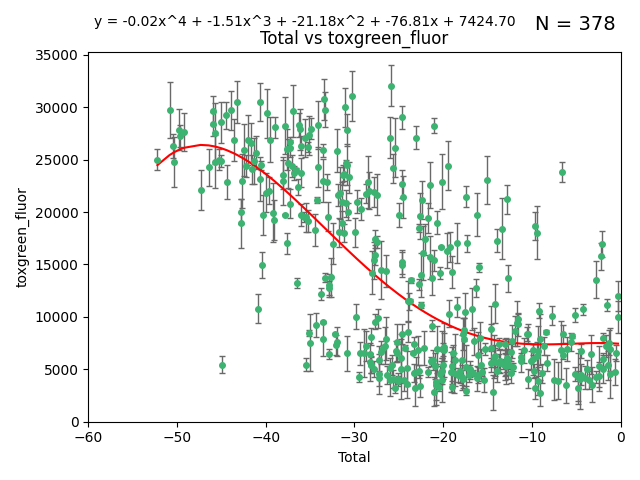 y = -0.02x^4 + -1.51x^3 + -21.18x^2 + -76.81x + 7424.70 N = 378
Total vs toxgreen_fluor
35000
30000
25000
20000
15000
10000
5000
0
toxgreen_fluor
−60 −50 −40 −30 −20 −10 0
Total